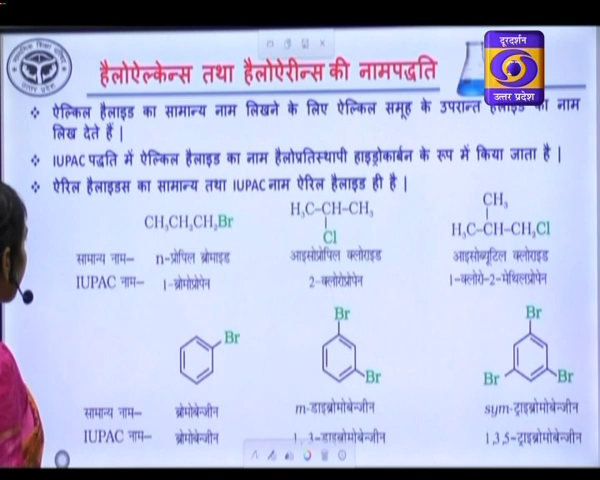 दूरदर्शन
उत्तर प्रदेश
हैलोऐल्केन्स तथा हैलोऐरीन्स की नामपद्धति
❖ ऐल्किल हैलाइड का सामान्य नाम लिखने के लिए ऐल्किल समूह के उपरान्त हैलाइड का नाम
लिख देते हैं |
❖ IUPAC पद्धति में ऐल्किल हैलाइड का नाम हैलोप्रतिस्थापी हाइड्रोकार्बन के रूप में किया जाता है |
❖ ऐरिल हैलाइडस का सामान्य तथा IUPAC नाम ऐरिल हैलाइड ही है |
CH₃CH₂CH₂Br
H₃C–CH–CH₃
Cl
CH₃
H₃C–CH–CH₂Cl
सामान्य नाम– n-प्रोपिल ब्रोमाइड आइसोप्रोपिल क्लोराइड आइसोब्यूटिल क्लोराइड
IUPAC नाम– 1-ब्रोमोप्रोपेन 2-क्लोरोप्रोपेन 1-क्लोरो-2-मेथिलप्रोपेन
Br
Br
Br
Br
Br
Br
सामान्य नाम– ब्रोमोबेन्जीन m-डाइब्रोमोबेन्जीन sym-ट्राइब्रोमोबेन्जीन
IUPAC नाम– ब्रोमोबेन्जीन 1, 3-डाइब्रोमोबेन्जीन 1,3,5-ट्राइब्रोमोबेन्जीन